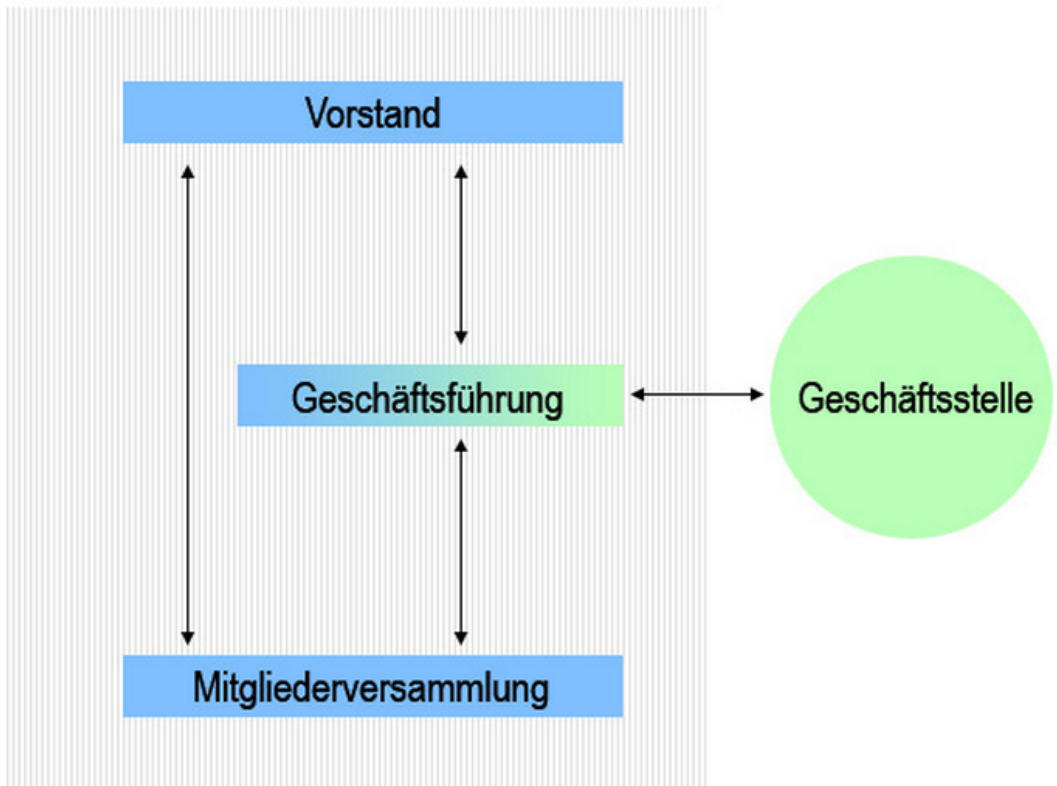 Vorstand
Geschäftsführung
Geschäftsstelle
Mitgliederversammlung